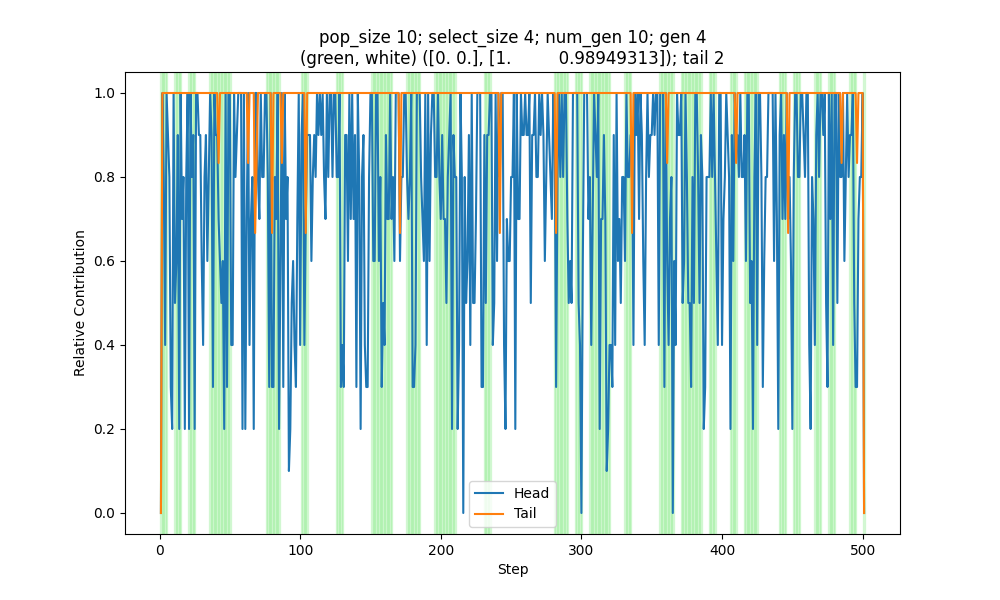 pop_size 10; select_size 4; num_gen 10; gen 4
(green, white) ([0. 0.], [1.          0.98949313]); tail 2
1.0
0.8
0.6
0.4
0.2
0.0
Relative Contribution
Head
Tail
0
100
200
300
400
500
Step